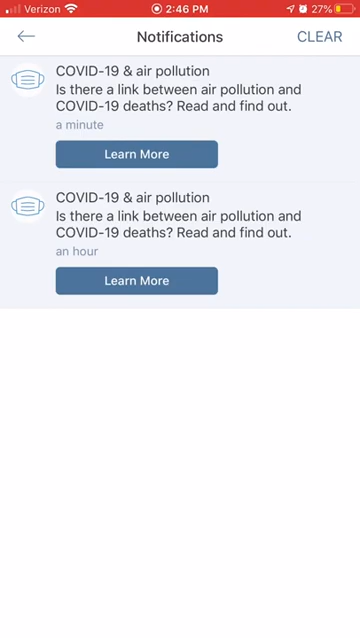 Verizon 2:46 PM 27%
Notifications CLEAR
COVID-19 & air pollution
Is there a link between air pollution and
COVID-19 deaths? Read and find out.
a minute
Learn More
COVID-19 & air pollution
Is there a link between air pollution and
COVID-19 deaths? Read and find out.
an hour
Learn More